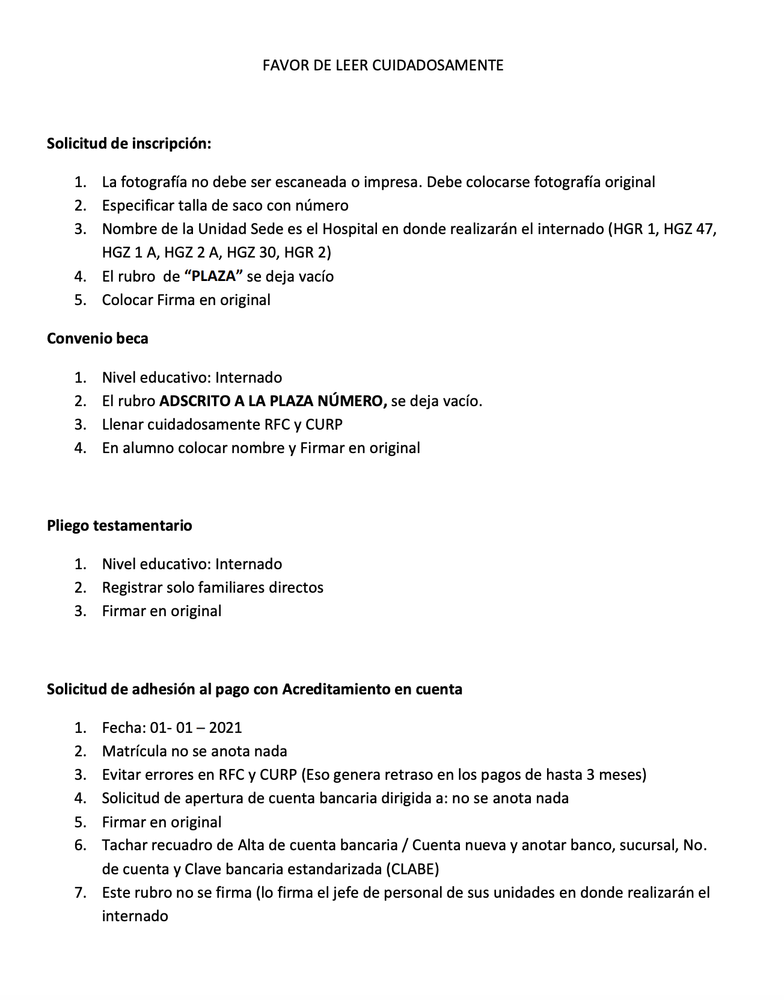 FAVOR DE LEER CUIDADOSAMENTE
Solicitud de inscripción:
1. La fotografía no debe ser escaneada o impresa. Debe colocarse fotografía original
2. Especificar talla de saco con número
3. Nombre de la Unidad Sede es el Hospital en donde realizarán el internado (HGR 1, HGZ 47,
HGZ 1 A, HGZ 2 A, HGZ 30, HGR 2)
4. El rubro de “PLAZA” se deja vacío
5. Colocar Firma en original
Convenio beca
1. Nivel educativo: Internado
2. El rubro ADSCRITO A LA PLAZA NÚMERO, se deja vacío.
3. Llenar cuidadosamente RFC y CURP
4. En alumno colocar nombre y Firmar en original
Pliego testamentario
1. Nivel educativo: Internado
2. Registrar solo familiares directos
3. Firmar en original
Solicitud de adhesión al pago con Acreditamiento en cuenta
1. Fecha: 01- 01 – 2021
2. Matrícula no se anota nada
3. Evitar errores en RFC y CURP (Eso genera retraso en los pagos de hasta 3 meses)
4. Solicitud de apertura de cuenta bancaria dirigida a: no se anota nada
5. Firmar en original
6. Tachar recuadro de Alta de cuenta bancaria / Cuenta nueva y anotar banco, sucursal, No.
de cuenta y Clave bancaria estandarizada (CLABE)
7. Este rubro no se firma (lo firma el jefe de personal de sus unidades en donde realizarán el
internado